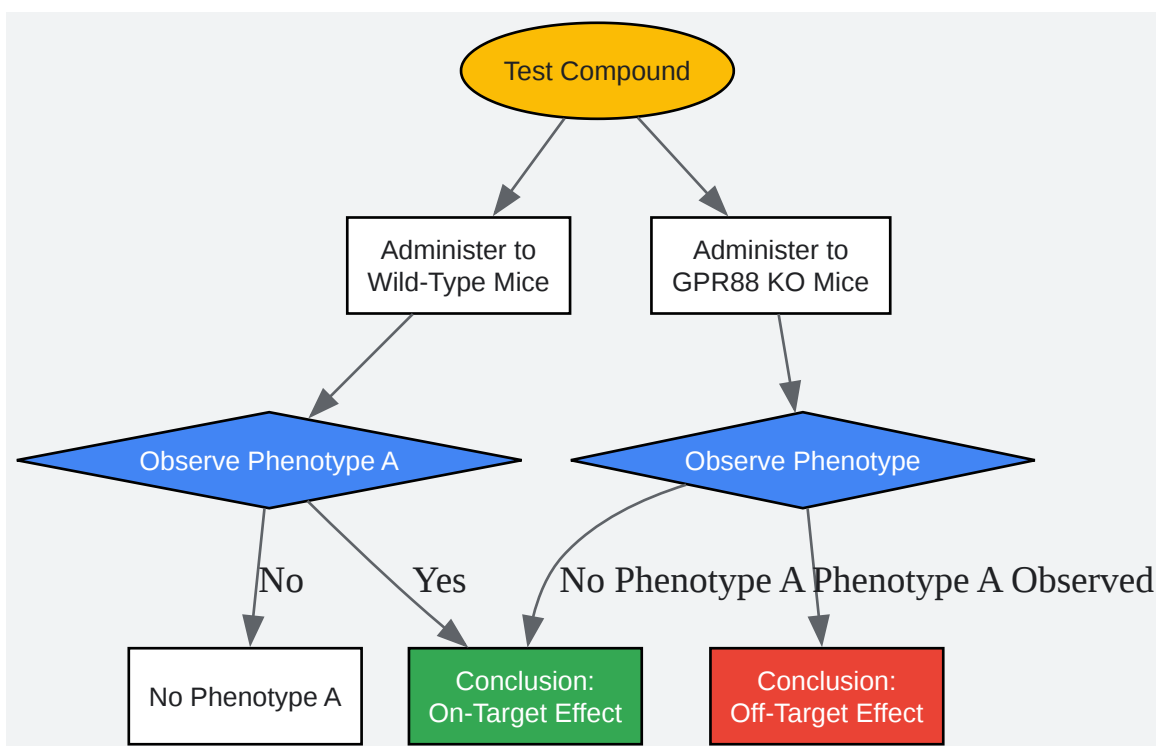 Test Compound
Administer to
Wild-Type Mice
Administer to
GPR88 KO Mice
Observe Phenotype A
Observe Phenotype
No
Yes
No Phenotype A
Phenotype A Observed
No Phenotype A
Conclusion:
On-Target Effect
Conclusion:
Off-Target Effect